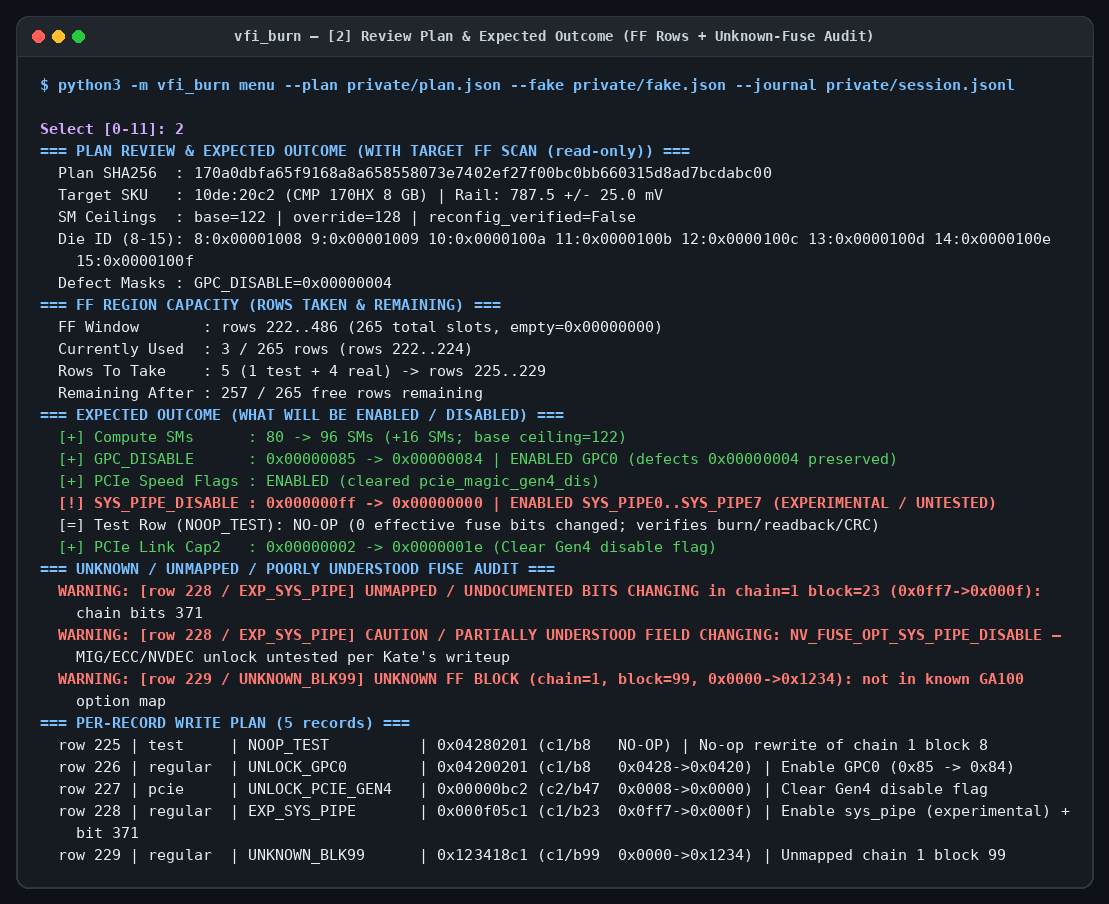 vfi_burn — [2] Review Plan & Expected Outcome (FF Rows + Unknown-Fuse Audit)
$ python3 -m vfi_burn menu --plan private/plan.json --fake private/fake.json --journal private/session.jsonl
Select [0-11]: 2
=== PLAN REVIEW & EXPECTED OUTCOME (WITH TARGET FF SCAN (read-only)) ===
Plan SHA256  : 170a0dbfa65f9168a8a658558073e7402ef27f00bc0bb660315d8ad7bcdabc00
Target SKU   : 10de:20c2 (CMP 170HX 8 GB) | Rail: 787.5 +/- 25.0 mV
SM Ceilings  : base=122 | override=128 | reconfig_verified=False
Die ID (8-15): 8:0x00001008 9:0x00001009 10:0x0000100a 11:0x0000100b 12:0x0000100c 13:0x0000100d 14:0x0000100e
15:0x0000100f
Defect Masks : GPC_DISABLE=0x00000004
=== FF REGION CAPACITY (ROWS TAKEN & REMAINING) ===
FF Window       : rows 222..486 (265 total slots, empty=0x00000000)
Currently Used  : 3 / 265 rows (rows 222..224)
Rows To Take    : 5 (1 test + 4 real) -> rows 225..229
Remaining After : 257 / 265 free rows remaining
=== EXPECTED OUTCOME (WHAT WILL BE ENABLED / DISABLED) ===
[+] Compute SMs      : 80 -> 96 SMs (+16 SMs; base ceiling=122)
[+] GPC_DISABLE      : 0x00000085 -> 0x00000084 | ENABLED GPC0 (defects 0x00000004 preserved)
[+] PCIe Speed Flags : ENABLED (cleared pcie_magic_gen4_dis)
[!] SYS_PIPE_DISABLE : 0x000000ff -> 0x00000000 | ENABLED SYS_PIPE0..SYS_PIPE7 (EXPERIMENTAL / UNTESTED)
[=] Test Row (NOOP_TEST): NO-OP (0 effective fuse bits changed; verifies burn/readback/CRC)
[+] PCIe Link Cap2   : 0x00000002 -> 0x0000001e (Clear Gen4 disable flag)
=== UNKNOWN / UNMAPPED / POORLY UNDERSTOOD FUSE AUDIT ===
WARNING: [row 228 / EXP_SYS_PIPE] UNMAPPED / UNDOCUMENTED BITS CHANGING in chain=1 block=23 (0x0ff7->0x000f):
chain bits 371
WARNING: [row 228 / EXP_SYS_PIPE] CAUTION / PARTIALLY UNDERSTOOD FIELD CHANGING: NV_FUSE_OPT_SYS_PIPE_DISABLE —
MIG/ECC/NVDEC unlock untested per Kate's writeup
WARNING: [row 229 / UNKNOWN_BLK99] UNKNOWN FF BLOCK (chain=1, block=99, 0x0000->0x1234): not in known GA100
option map
=== PER-RECORD WRITE PLAN (5 records) ===
row 225 | test     | NOOP_TEST          | 0x04280201 (c1/b8   NO-OP) | No-op rewrite of chain 1 block 8
row 226 | regular  | UNLOCK_GPC0        | 0x04200201 (c1/b8   0x0428->0x0420) | Enable GPC0 (0x85 -> 0x84)
row 227 | pcie     | UNLOCK_PCIE_GEN4   | 0x00000bc2 (c2/b47  0x0008->0x0000) | Clear Gen4 disable flag
row 228 | regular  | EXP_SYS_PIPE       | 0x000f05c1 (c1/b23  0x0ff7->0x000f) | Enable sys_pipe (experimental) +
bit 371
row 229 | regular  | UNKNOWN_BLK99      | 0x123418c1 (c1/b99  0x0000->0x1234) | Unmapped chain 1 block 99